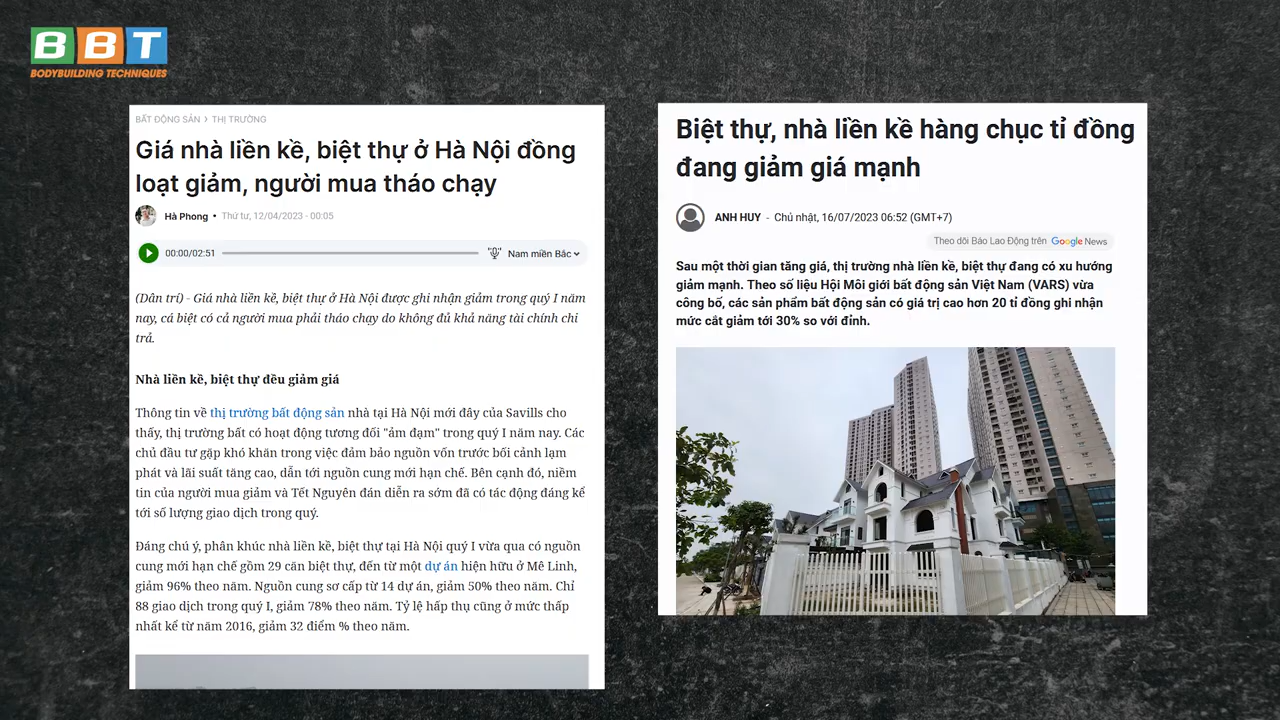 BBT
BODYBUILDING TECHNIQUES
BẤT ĐỘNG SẢN › THỊ TRƯỜNG
Giá nhà liền kề, biệt thự ở Hà Nội đồng
loạt giảm, người mua tháo chạy
Hà Phong • Thứ tư, 12/04/2023 - 00:05
00:00/02:51 Nam miền Bắc
(Dân trí) - Giá nhà liền kề, biệt thự ở Hà Nội được ghi nhận giảm trong quý I năm
nay, cá biệt có cả người mua phải tháo chạy do không đủ khả năng tài chính chi
trả.
Nhà liền kề, biệt thự đều giảm giá
Thông tin về thị trường bất động sản nhà tại Hà Nội mới đây của Savills cho
thấy, thị trường bất có hoạt động tương đối "ảm đạm" trong quý I năm nay. Các
chủ đầu tư gặp khó khăn trong việc đảm bảo nguồn vốn trước bối cảnh lạm
phát và lãi suất tăng cao, dẫn tới nguồn cung mới hạn chế. Bên cạnh đó, niềm
tin của người mua giảm và Tết Nguyên đán diễn ra sớm đã có tác động đáng kể
tới số lượng giao dịch trong quý.
Đáng chú ý, phân khúc nhà liền kề, biệt thự tại Hà Nội quý I vừa qua có nguồn
cung mới hạn chế gồm 29 căn biệt thự, đến từ một dự án hiện hữu ở Mê Linh,
giảm 96% theo năm. Nguồn cung sơ cấp từ 14 dự án, giảm 50% theo năm. Chỉ
88 giao dịch trong quý I, giảm 78% theo năm. Tỷ lệ hấp thụ cũng ở mức thấp
nhất kể từ năm 2016, giảm 32 điểm % theo năm.
Biệt thự, nhà liền kề hàng chục tỉ đồng
đang giảm giá mạnh
ANH HUY - Chủ nhật, 16/07/2023 06:52 (GMT+7)
Theo dõi Báo Lao Động trên Google News
Sau một thời gian tăng giá, thị trường nhà liền kề, biệt thự đang có xu hướng
giảm mạnh. Theo số liệu Hội Môi giới bất động sản Việt Nam (VARS) vừa
công bố, các sản phẩm bất động sản có giá trị cao hơn 20 tỉ đồng ghi nhận
mức cắt giảm tới 30% so với đỉnh.